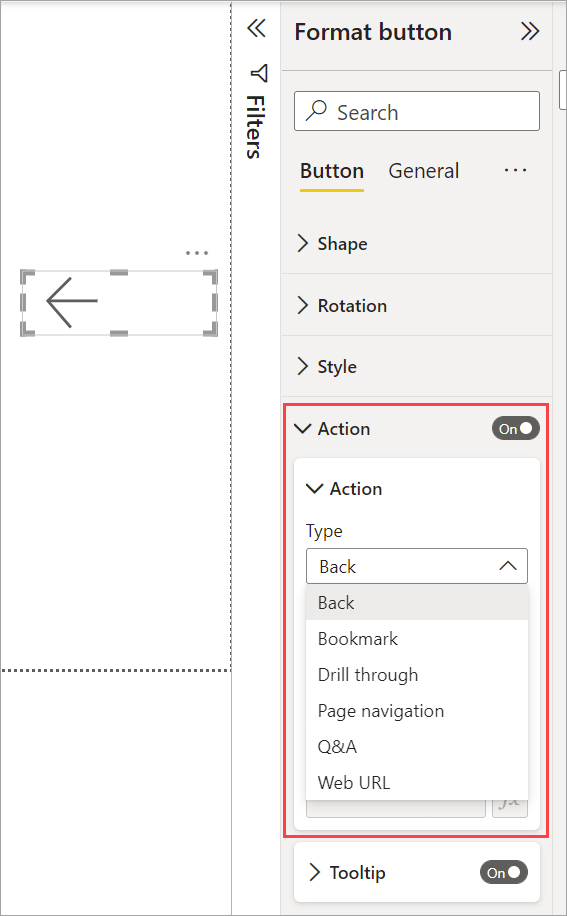 Format button
Filters
Search
Button General
Shape
Rotation
Style
Action On
Action
Type
Back
Back
Bookmark
Drill through
Page navigation
Q&A
Web URL
fx
Tooltip On